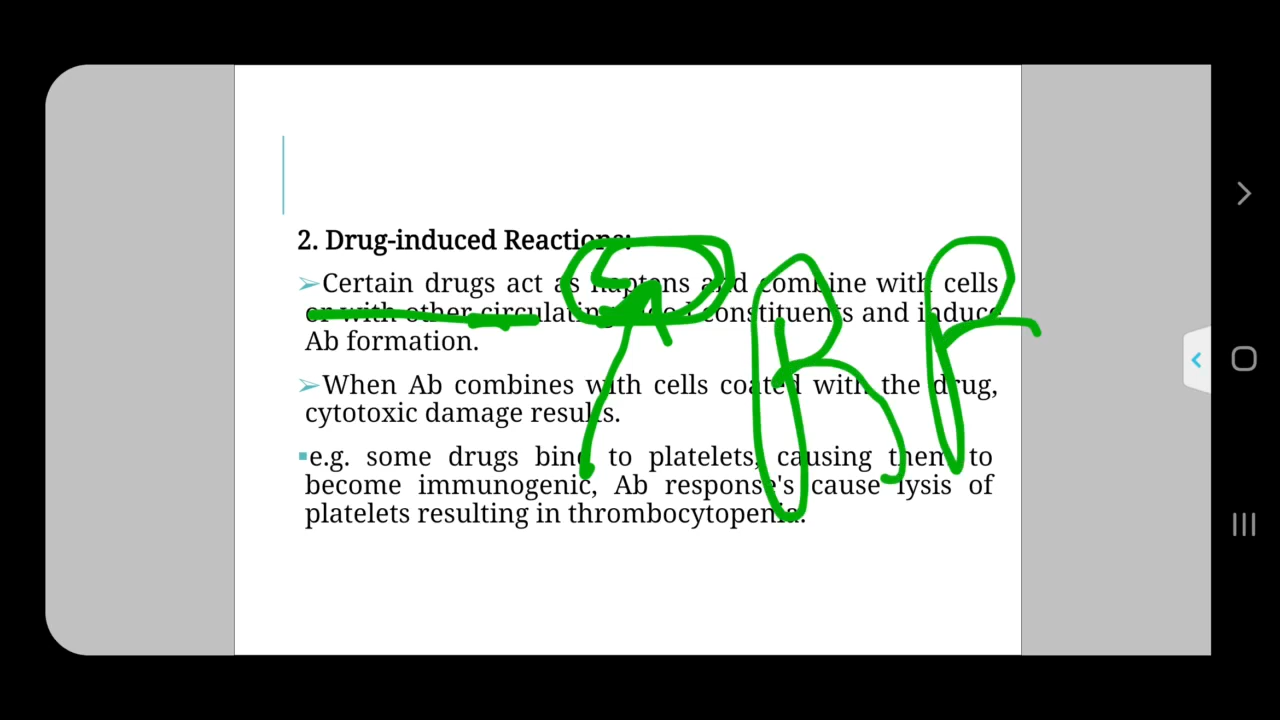 2. Drug-induced Reactions:
➢Certain drugs act as haptens and combine with cells
or with other circulating blood constituents and induce
Ab formation.
➢When Ab combines with cells coated with the drug,
cytotoxic damage results.
▪e.g. some drugs bind to platelets, causing them to
become immunogenic, Ab response's cause lysis of
platelets resulting in thrombocytopenia.